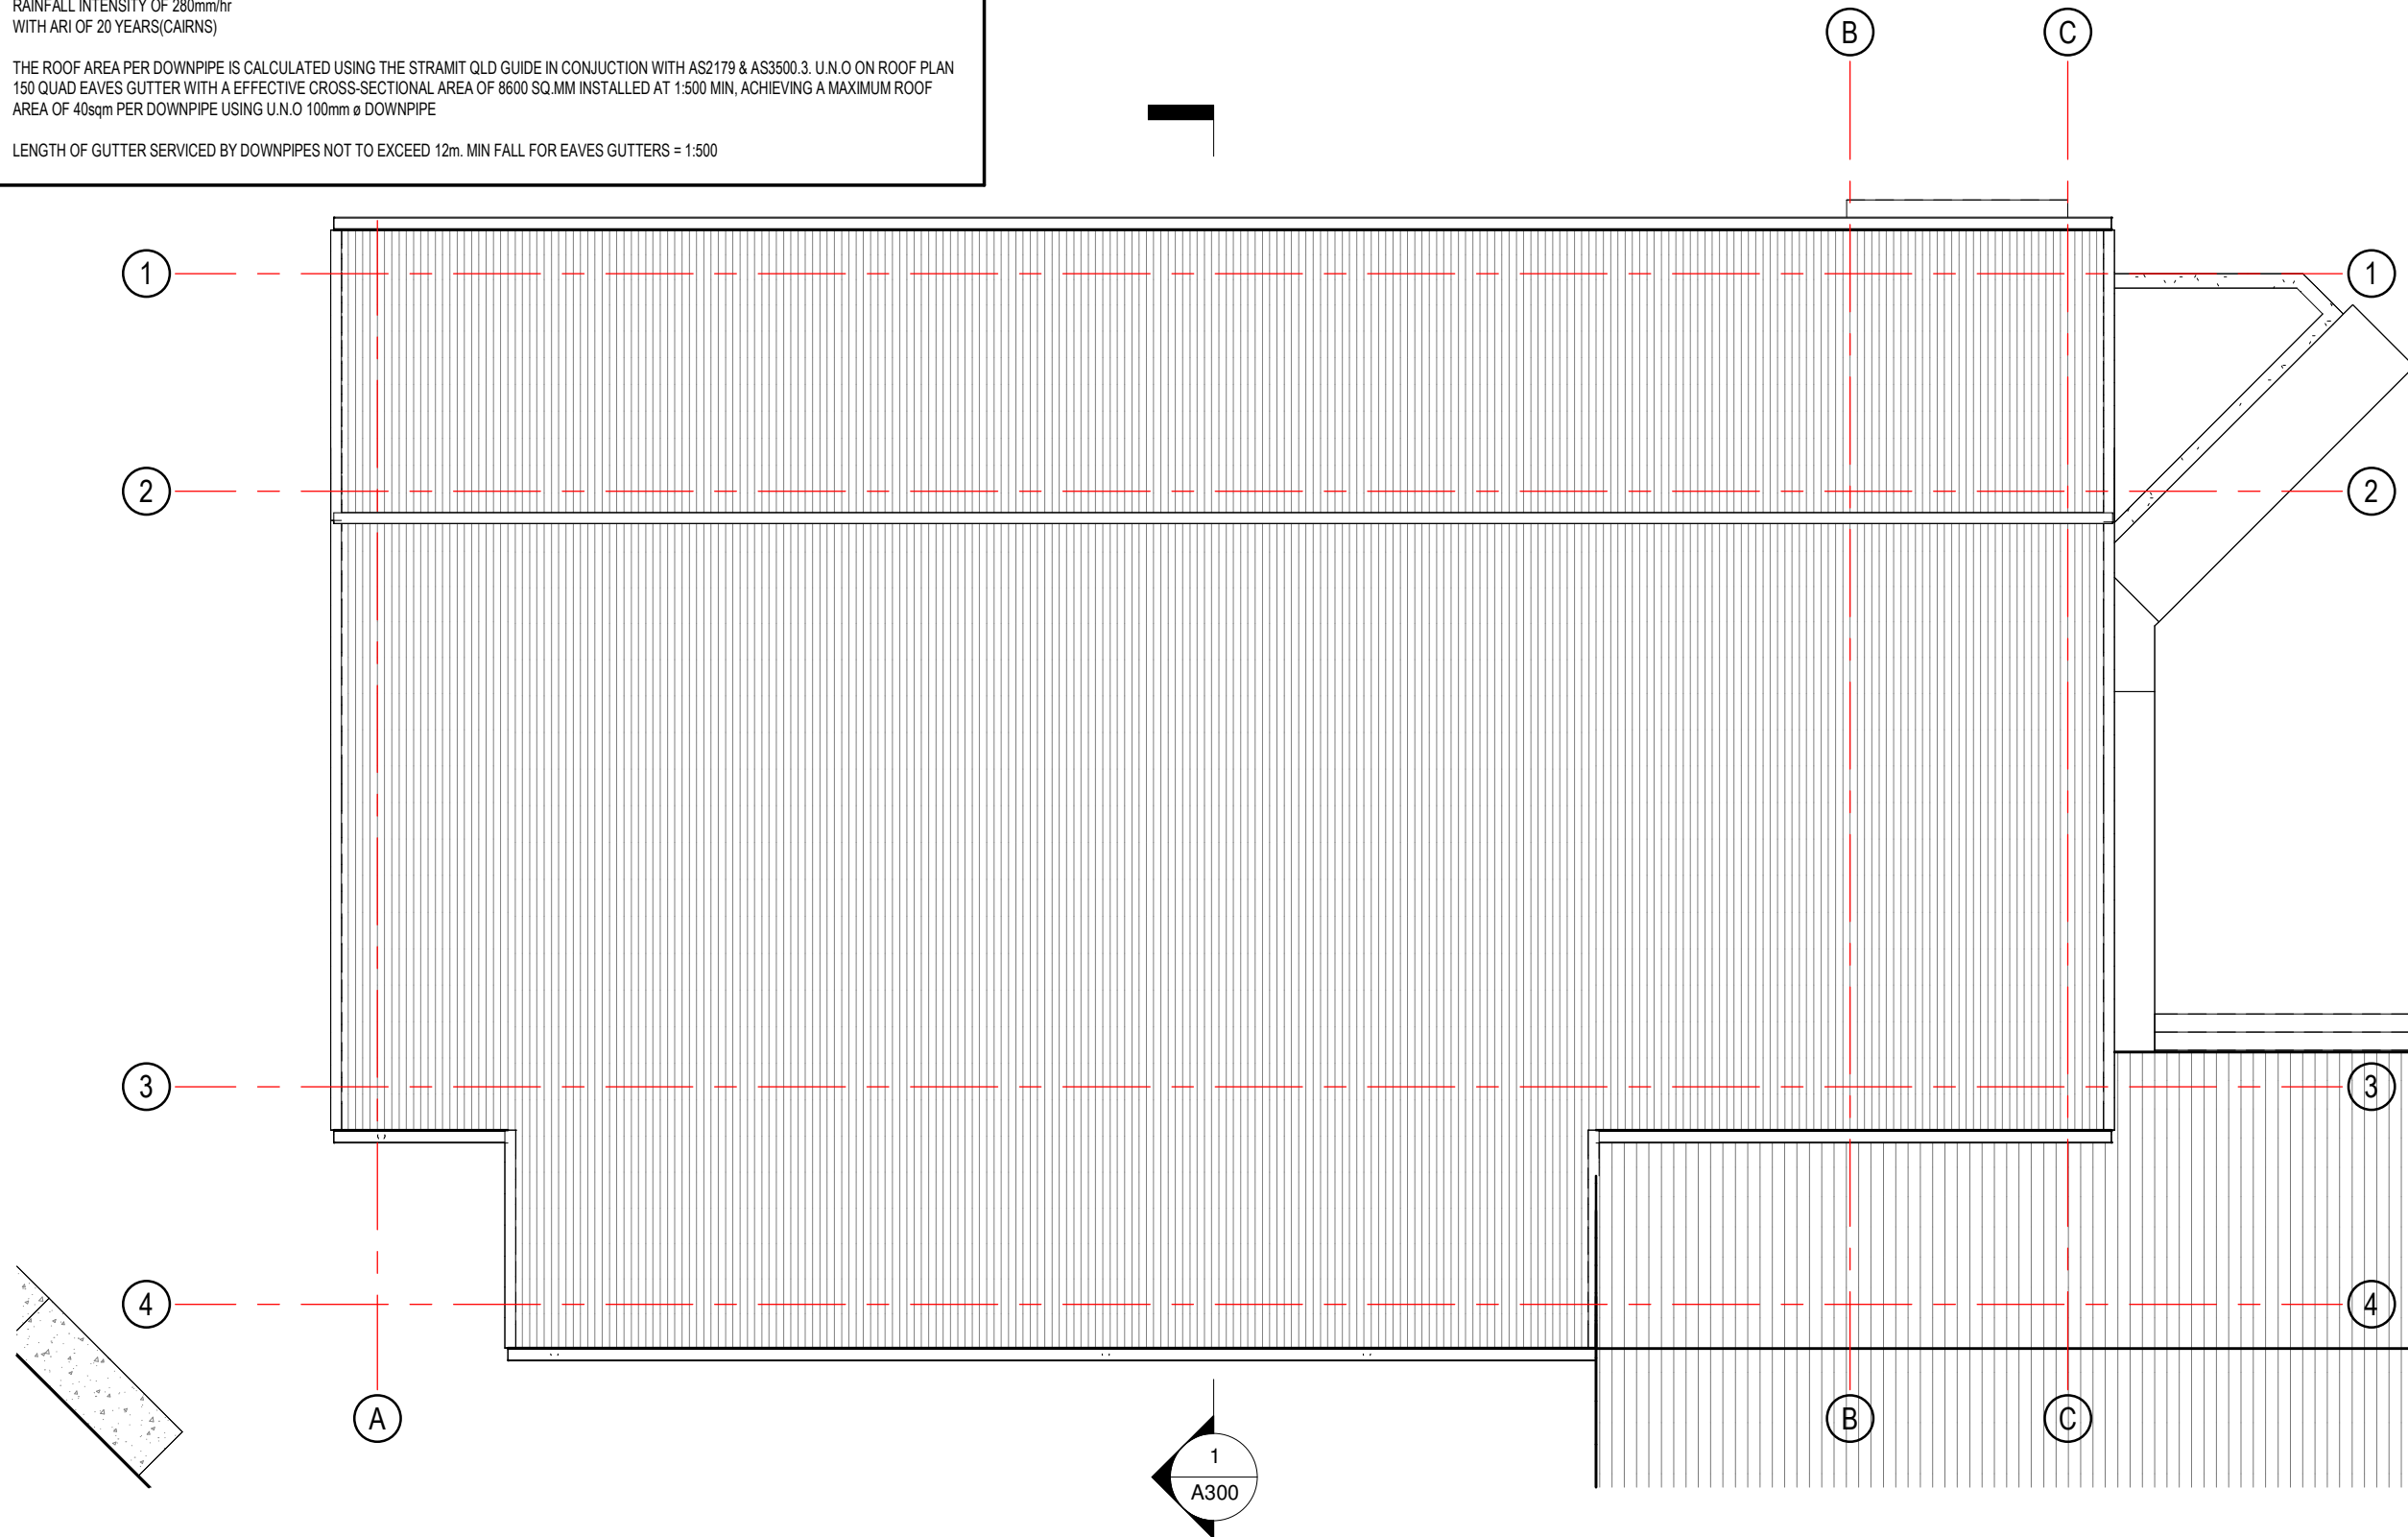 RAINFALL INTENSITY OF 280mm/hr
WITH ARI OF 20 YEARS(CAIRNS)
THE ROOF AREA PER DOWNPIPE IS CALCULATED USING THE STRAMIT QLD GUIDE IN CONJUCTION WITH AS2179 & AS3500.3. U.N.O ON ROOF PLAN
150 QUAD EAVES GUTTER WITH A EFFECTIVE CROSS-SECTIONAL AREA OF 8600 SQ.MM INSTALLED AT 1:500 MIN, ACHIEVING A MAXIMUM ROOF
AREA OF 40sqm PER DOWNPIPE USING U.N.O 100mm ø DOWNPIPE
LENGTH OF GUTTER SERVICED BY DOWNPIPES NOT TO EXCEED 12m. MIN FALL FOR EAVES GUTTERS = 1:500
B
C
1
1
2
2
3
3
4
4
A
B
C
1
A300